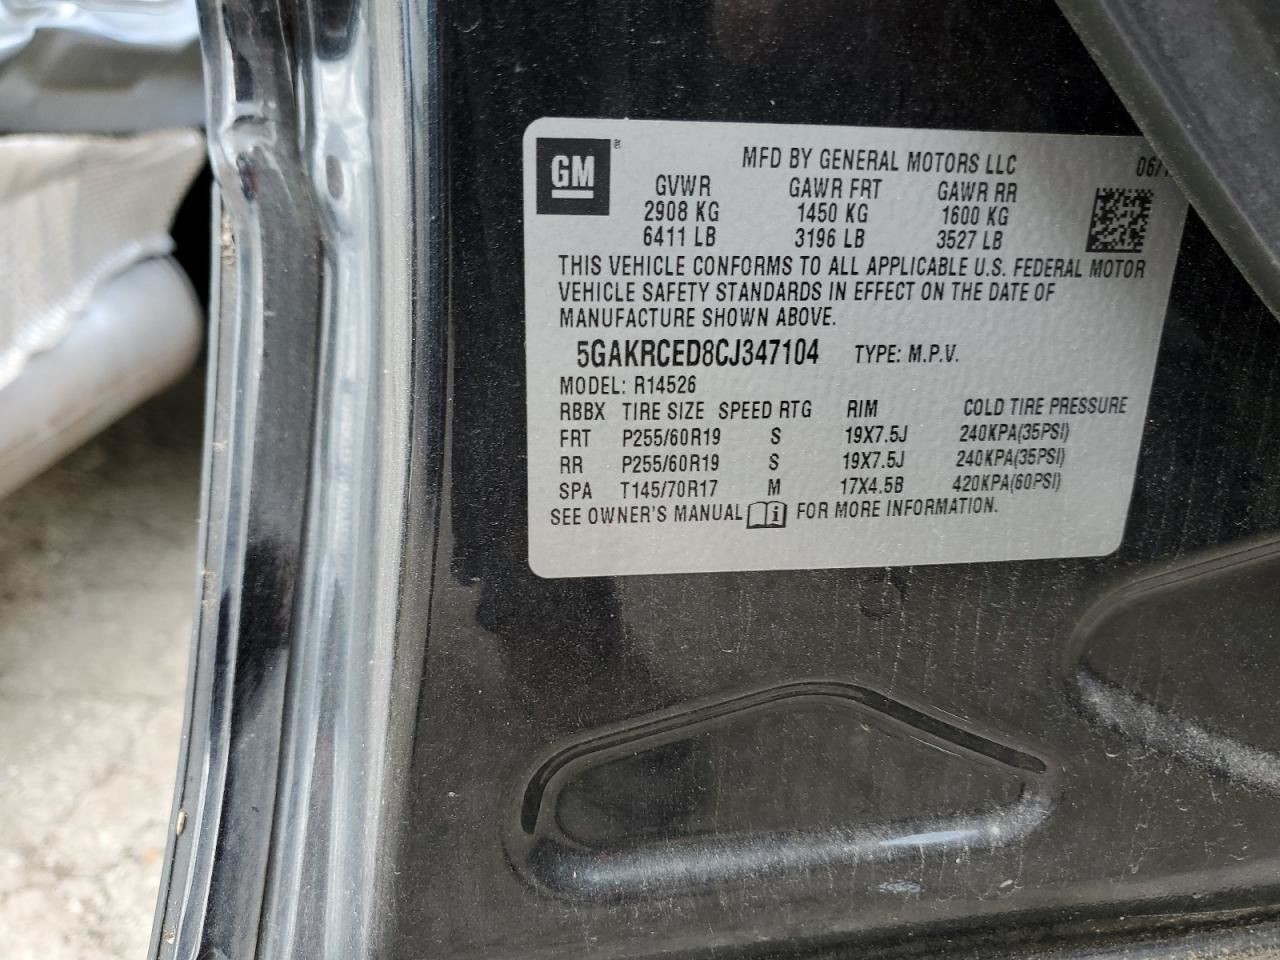 GM ®
MFD BY GENERAL MOTORS LLC 06/1
GVWR GAWR FRT GAWR RR
2908 KG 1450 KG 1600 KG
6411 LB 3196 LB 3527 LB
THIS VEHICLE CONFORMS TO ALL APPLICABLE U.S. FEDERAL MOTOR
VEHICLE SAFETY STANDARDS IN EFFECT ON THE DATE OF
MANUFACTURE SHOWN ABOVE.
5GAKRCED8CJ347104 TYPE: M.P.V.
MODEL: R14526
RBBX TIRE SIZE SPEED RTG RIM COLD TIRE PRESSURE
FRT P255/60R19 S 19X7.5J 240KPA(35PSI)
RR P255/60R19 S 19X7.5J 240KPA(35PSI)
SPA T145/70R17 M 17X4.5B 420KPA(60PSI)
SEE OWNER'S MANUAL i FOR MORE INFORMATION.